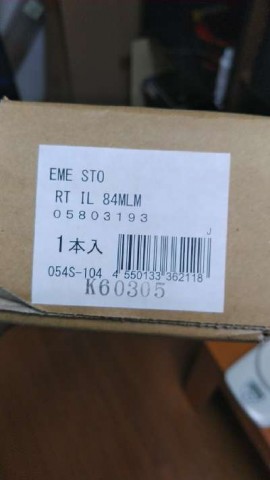 EME STO
RT IL 84MLM
05803193
1本入
J
054S-104
4 550133 362118
K60305